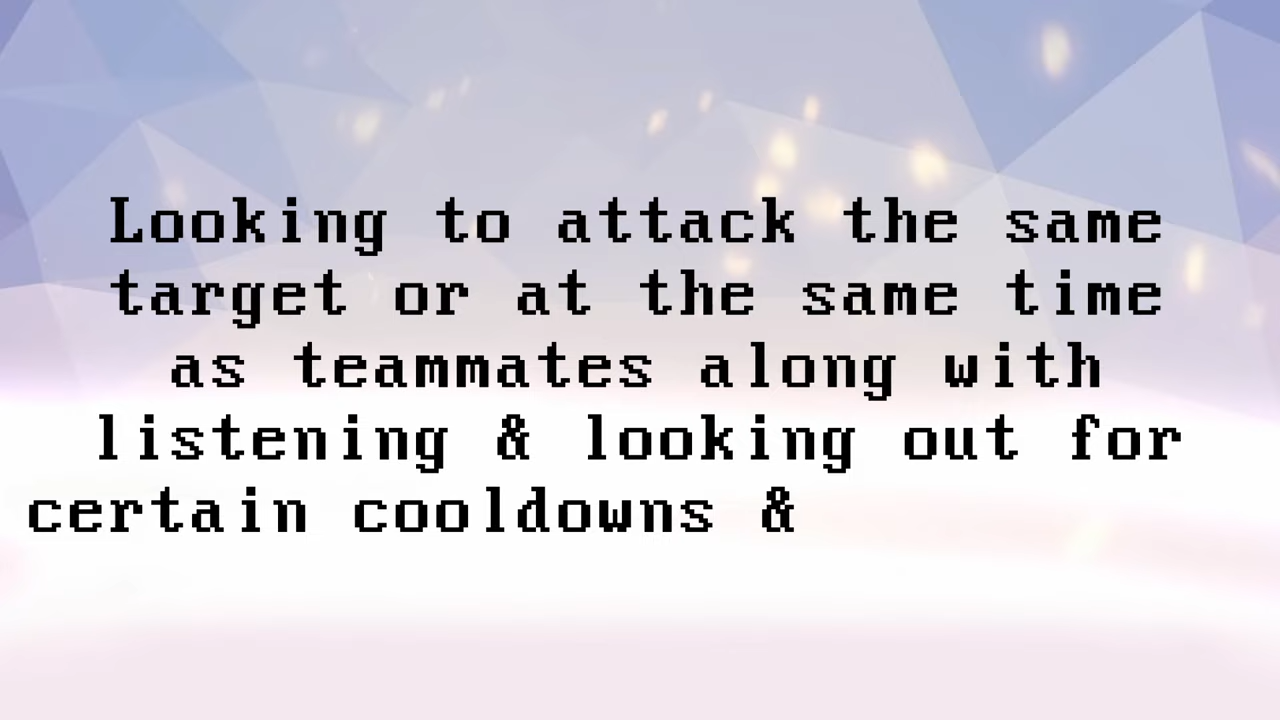 Looking to attack the same
target or at the same time
as teammates along with
listening & looking out for
certain cooldowns &